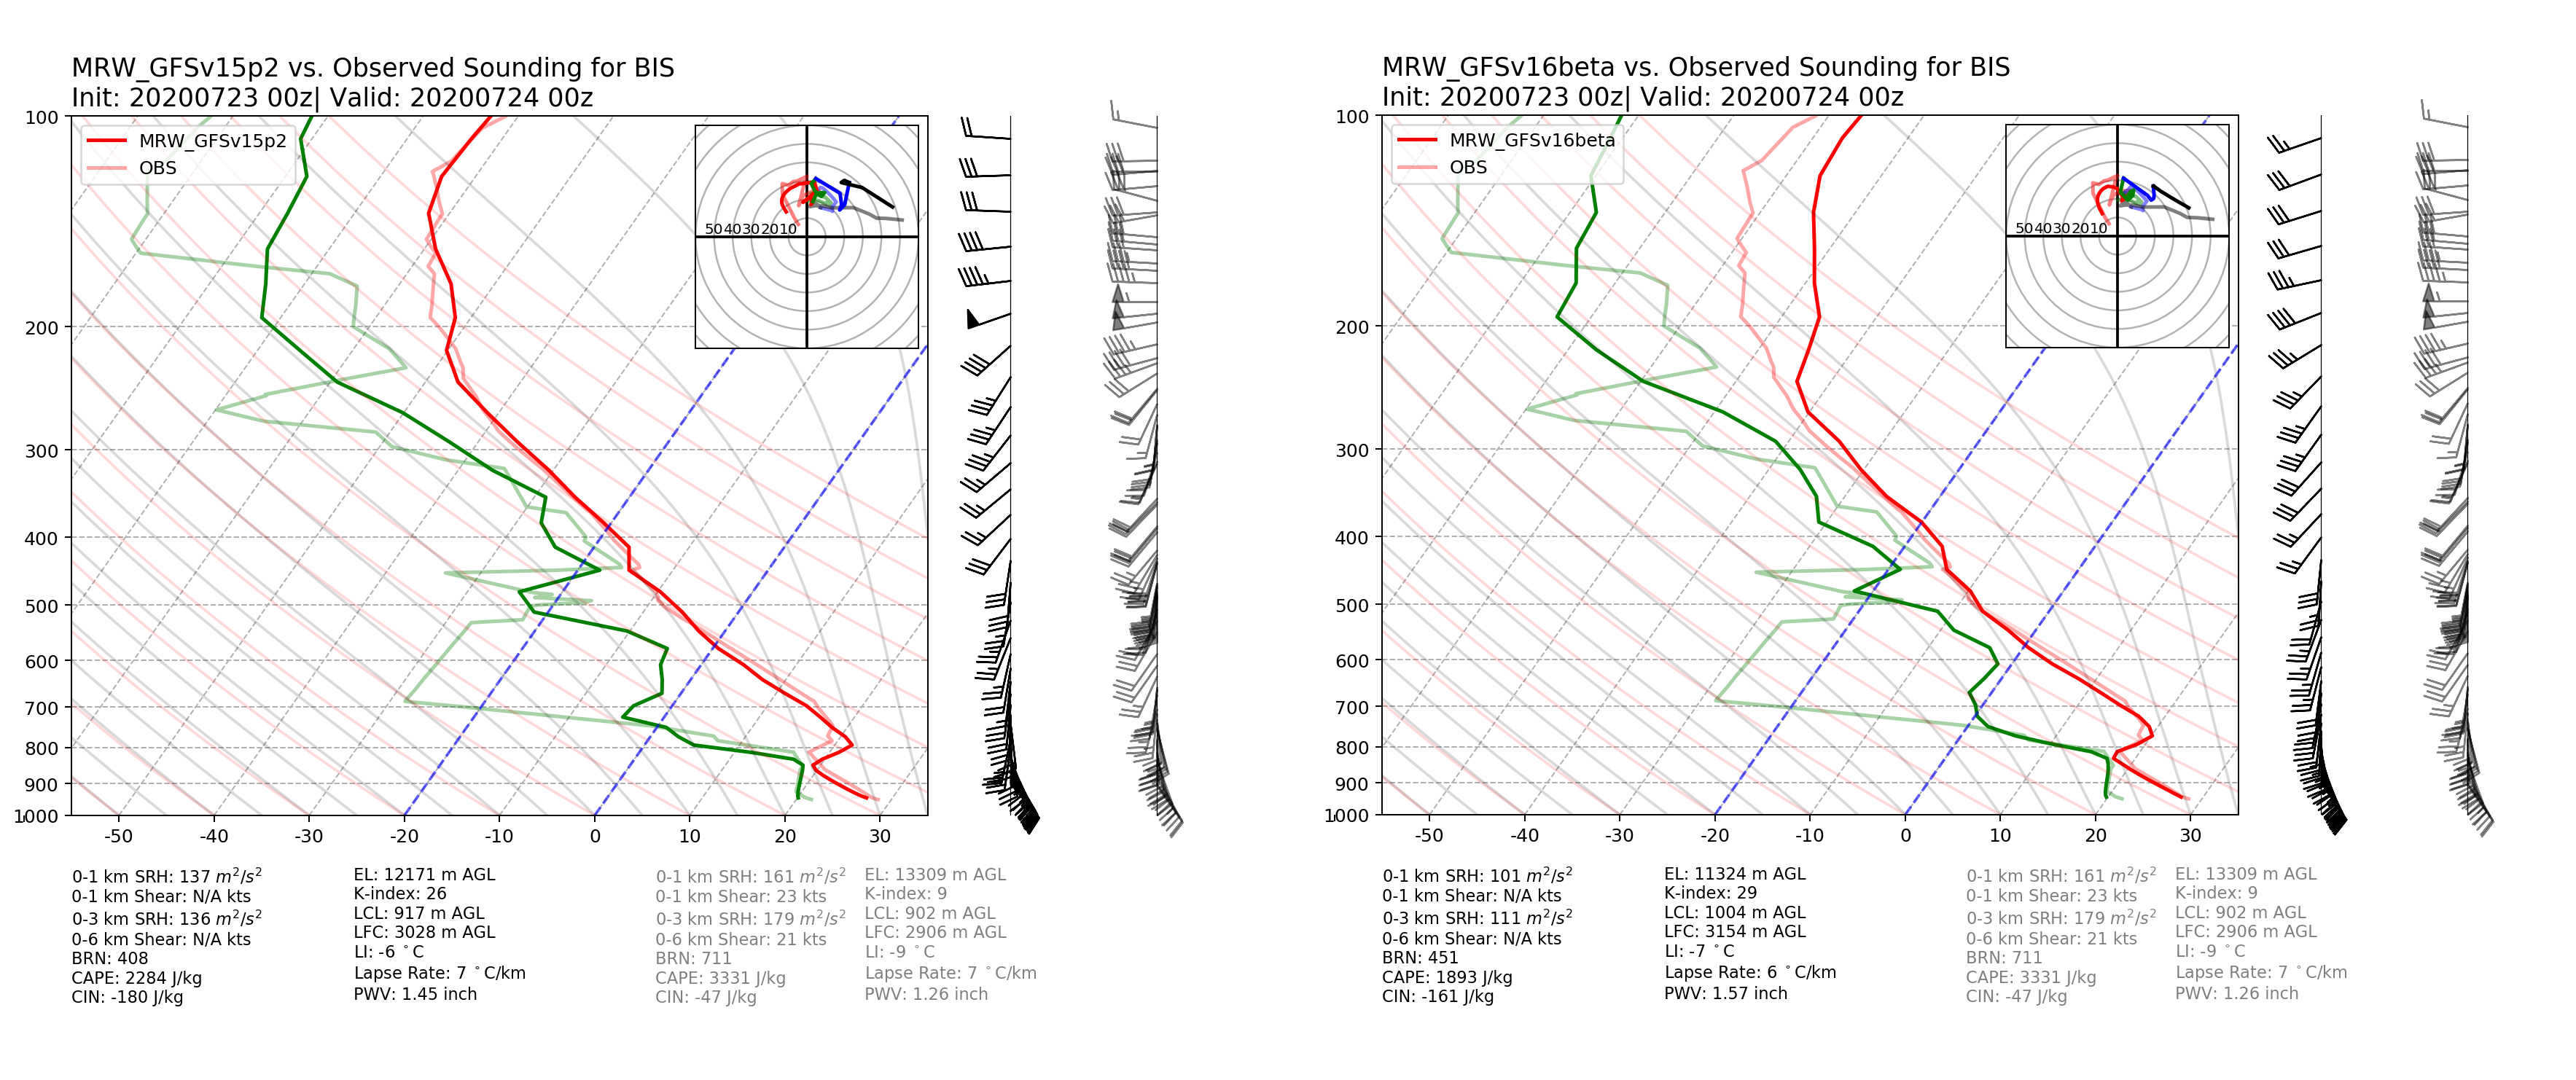 MRW_GFSv15p2 vs. Observed Sounding for BIS
Init: 20200723 00z| Valid: 20200724 00z
MRW_GFSv15p2
OBS
5040302010
100
200
300
400
500
600
700
800
900
1000
-50
-40
-30
-20
-10
0
10
20
30
0-1 km SRH: 137 m²/s²
0-1 km Shear: N/A kts
0-3 km SRH: 136 m²/s²
0-6 km Shear: N/A kts
BRN: 408
CAPE: 2284 J/kg
CIN: -180 J/kg
EL: 12171 m AGL
K-index: 26
LCL: 917 m AGL
LFC: 3028 m AGL
LI: -6 °C
Lapse Rate: 7 °C/km
PWV: 1.45 inch
0-1 km SRH: 161 m²/s²
0-1 km Shear: 23 kts
0-3 km SRH: 179 m²/s²
0-6 km Shear: 21 kts
BRN: 711
CAPE: 3331 J/kg
CIN: -47 J/kg
EL: 13309 m AGL
K-index: 9
LCL: 902 m AGL
LFC: 2906 m AGL
LI: -9 °C
Lapse Rate: 7 °C/km
PWV: 1.26 inch
MRW_GFSv16beta vs. Observed Sounding for BIS
Init: 20200723 00z| Valid: 20200724 00z
MRW_GFSv16beta
OBS
5040302010
100
200
300
400
500
600
700
800
900
1000
-50
-40
-30
-20
-10
0
10
20
30
0-1 km SRH: 101 m²/s²
0-1 km Shear: N/A kts
0-3 km SRH: 111 m²/s²
0-6 km Shear: N/A kts
BRN: 451
CAPE: 1893 J/kg
CIN: -161 J/kg
EL: 11324 m AGL
K-index: 29
LCL: 1004 m AGL
LFC: 3154 m AGL
LI: -7 °C
Lapse Rate: 6 °C/km
PWV: 1.57 inch
0-1 km SRH: 161 m²/s²
0-1 km Shear: 23 kts
0-3 km SRH: 179 m²/s²
0-6 km Shear: 21 kts
BRN: 711
CAPE: 3331 J/kg
CIN: -47 J/kg
EL: 13309 m AGL
K-index: 9
LCL: 902 m AGL
LFC: 2906 m AGL
LI: -9 °C
Lapse Rate: 7 °C/km
PWV: 1.26 inch